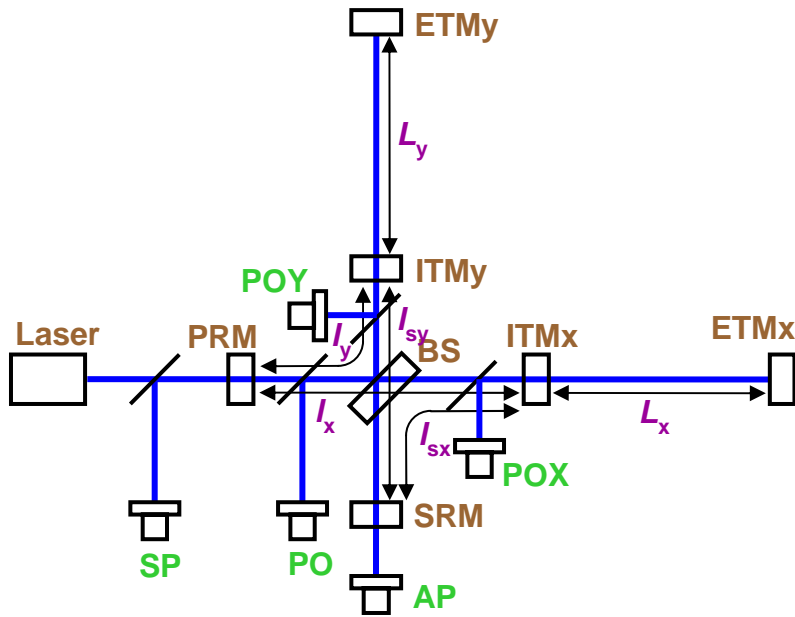 ETMy
Ly
ITMy
POY
Laser
PRM
ly
lsy
BS
ITMx
ETMx
lx
lsx
Lx
POX
SRM
SP
PO
AP